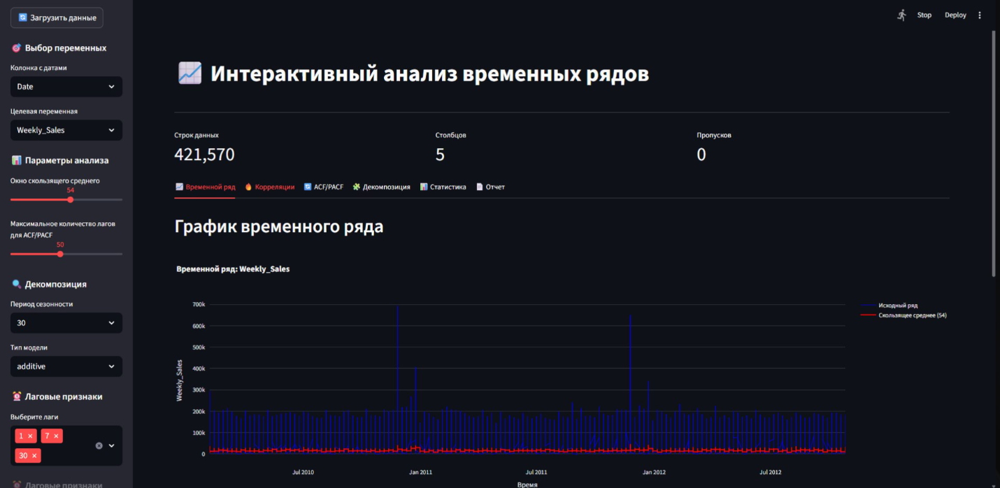 Загрузить данные
Stop
Deploy
Выбор переменных
Колонка с датами
Date
Целевая переменная
Weekly_Sales
Параметры анализа
Окно скользящего среднего
54
Максимальное количество лагов
для ACF/PACF
50
Декомпозиция
Период сезонности
30
Тип модели
additive
Лаговые признаки
Выберите лаги
1 ×
7 ×
30 ×
Лаговые признаки
Интерактивный анализ временных рядов
Строк данных
421,570
Столбцов
5
Пропусков
0
Временной ряд
Корреляции
ACF/PACF
Декомпозиция
Статистика
Отчет
График временного ряда
Временной ряд: Weekly_Sales
700k
600k
500k
400k
300k
200k
100k
0
Weekly_Sales
Jul 2010
Jan 2011
Jul 2011
Jan 2012
Jul 2012
Время
Исходный ряд
Скользящее среднее (54)